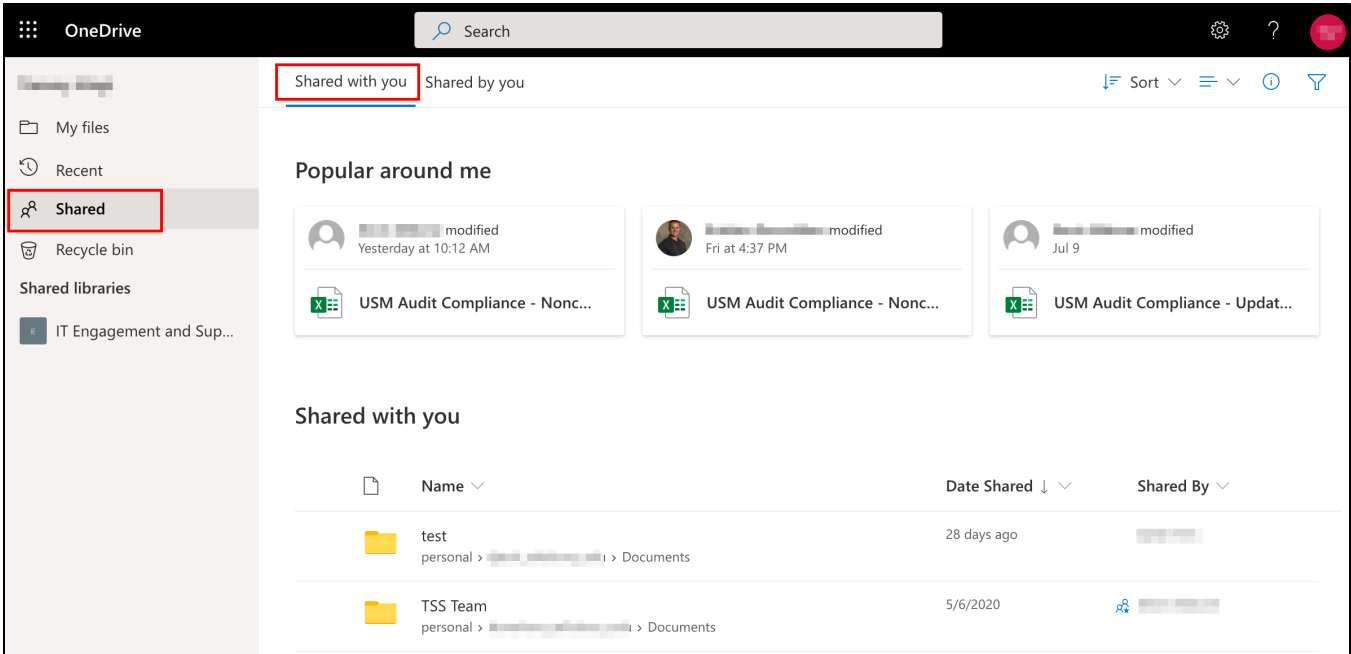 OneDrive
Search
?
Shared with you
Shared by you
Sort
My files
Recent
Shared
Recycle bin
Shared libraries
E
IT Engagement and Sup...
Popular around me
modified
Yesterday at 10:12 AM
USM Audit Compliance - Nonc...
modified
Fri at 4:37 PM
USM Audit Compliance - Nonc...
modified
Jul 9
USM Audit Compliance - Updat...
Shared with you
Name
Date Shared ↓
Shared By
test
28 days ago
personal > > Documents
TSS Team
5/6/2020
personal > > Documents